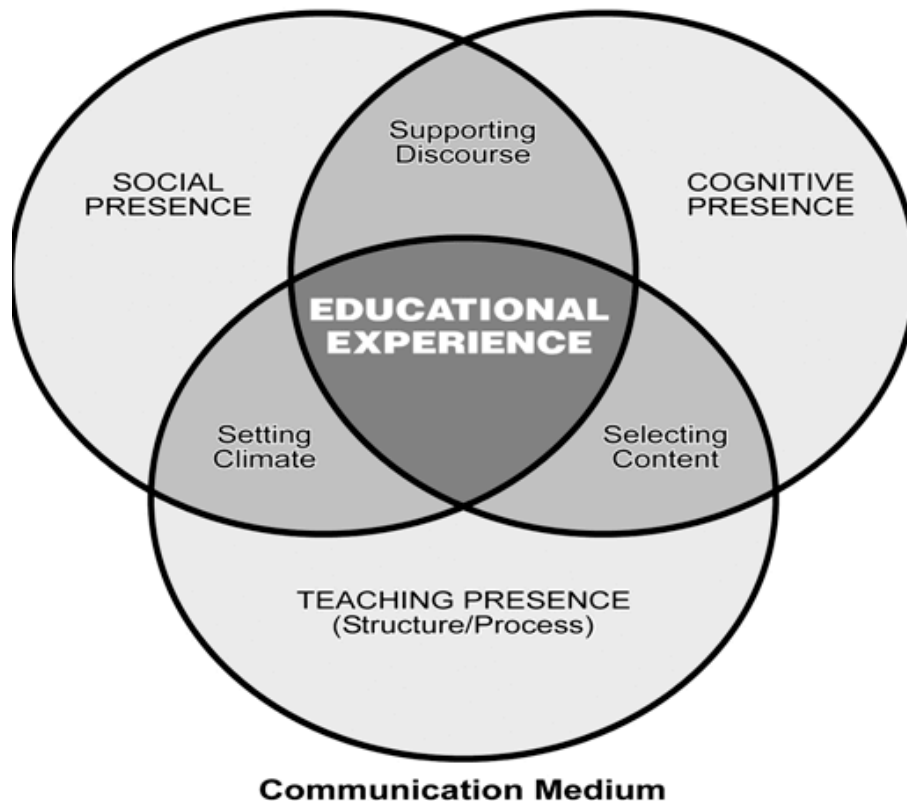 Supporting
Discourse
SOCIAL
PRESENCE
COGNITIVE
PRESENCE
EDUCATIONAL
EXPERIENCE
Setting
Climate
Selecting
Content
TEACHING PRESENCE
(Structure/Process)
Communication Medium